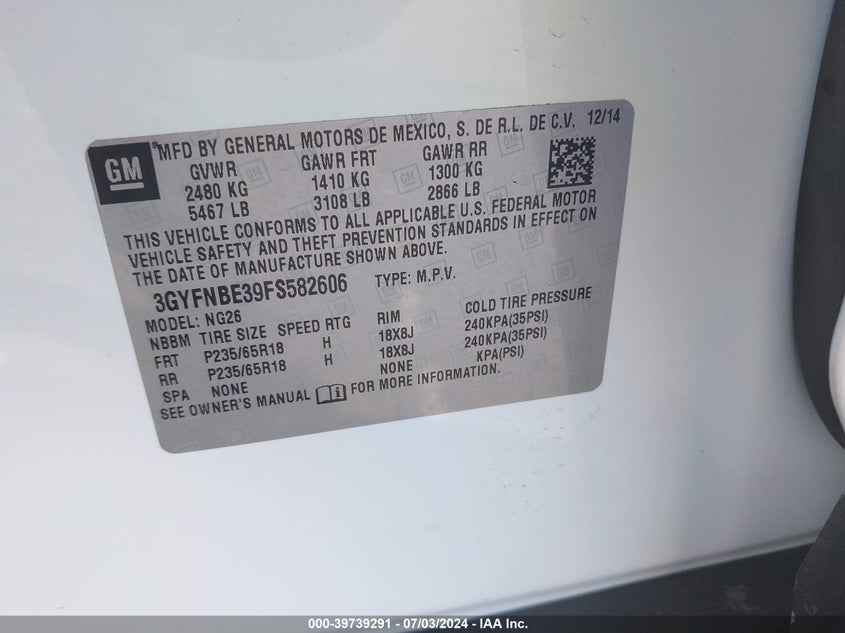 GM
MFD BY GENERAL MOTORS DE MEXICO, S. DE R.L. DE C.V. 12/14
GVWR GAWR FRT GAWR RR
2480 KG 1410 KG 1300 KG
5467 LB 3108 LB 2866 LB
THIS VEHICLE CONFORMS TO ALL APPLICABLE U.S. FEDERAL MOTOR
VEHICLE SAFETY AND THEFT PREVENTION STANDARDS IN EFFECT ON
THE DATE OF MANUFACTURE SHOWN ABOVE.
3GYFNBE39FS582606 TYPE: M.P.V.
MODEL: NG26
NBBM TIRE SIZE SPEED RTG RIM COLD TIRE PRESSURE
FRT P235/65R18 H 18X8J 240KPA(35PSI)
RR P235/65R18 H 18X8J 240KPA(35PSI)
SPA NONE NONE KPA(PSI)
SEE OWNER'S MANUAL FOR MORE INFORMATION.
000-39739291 - 07/03/2024 - IAA Inc.